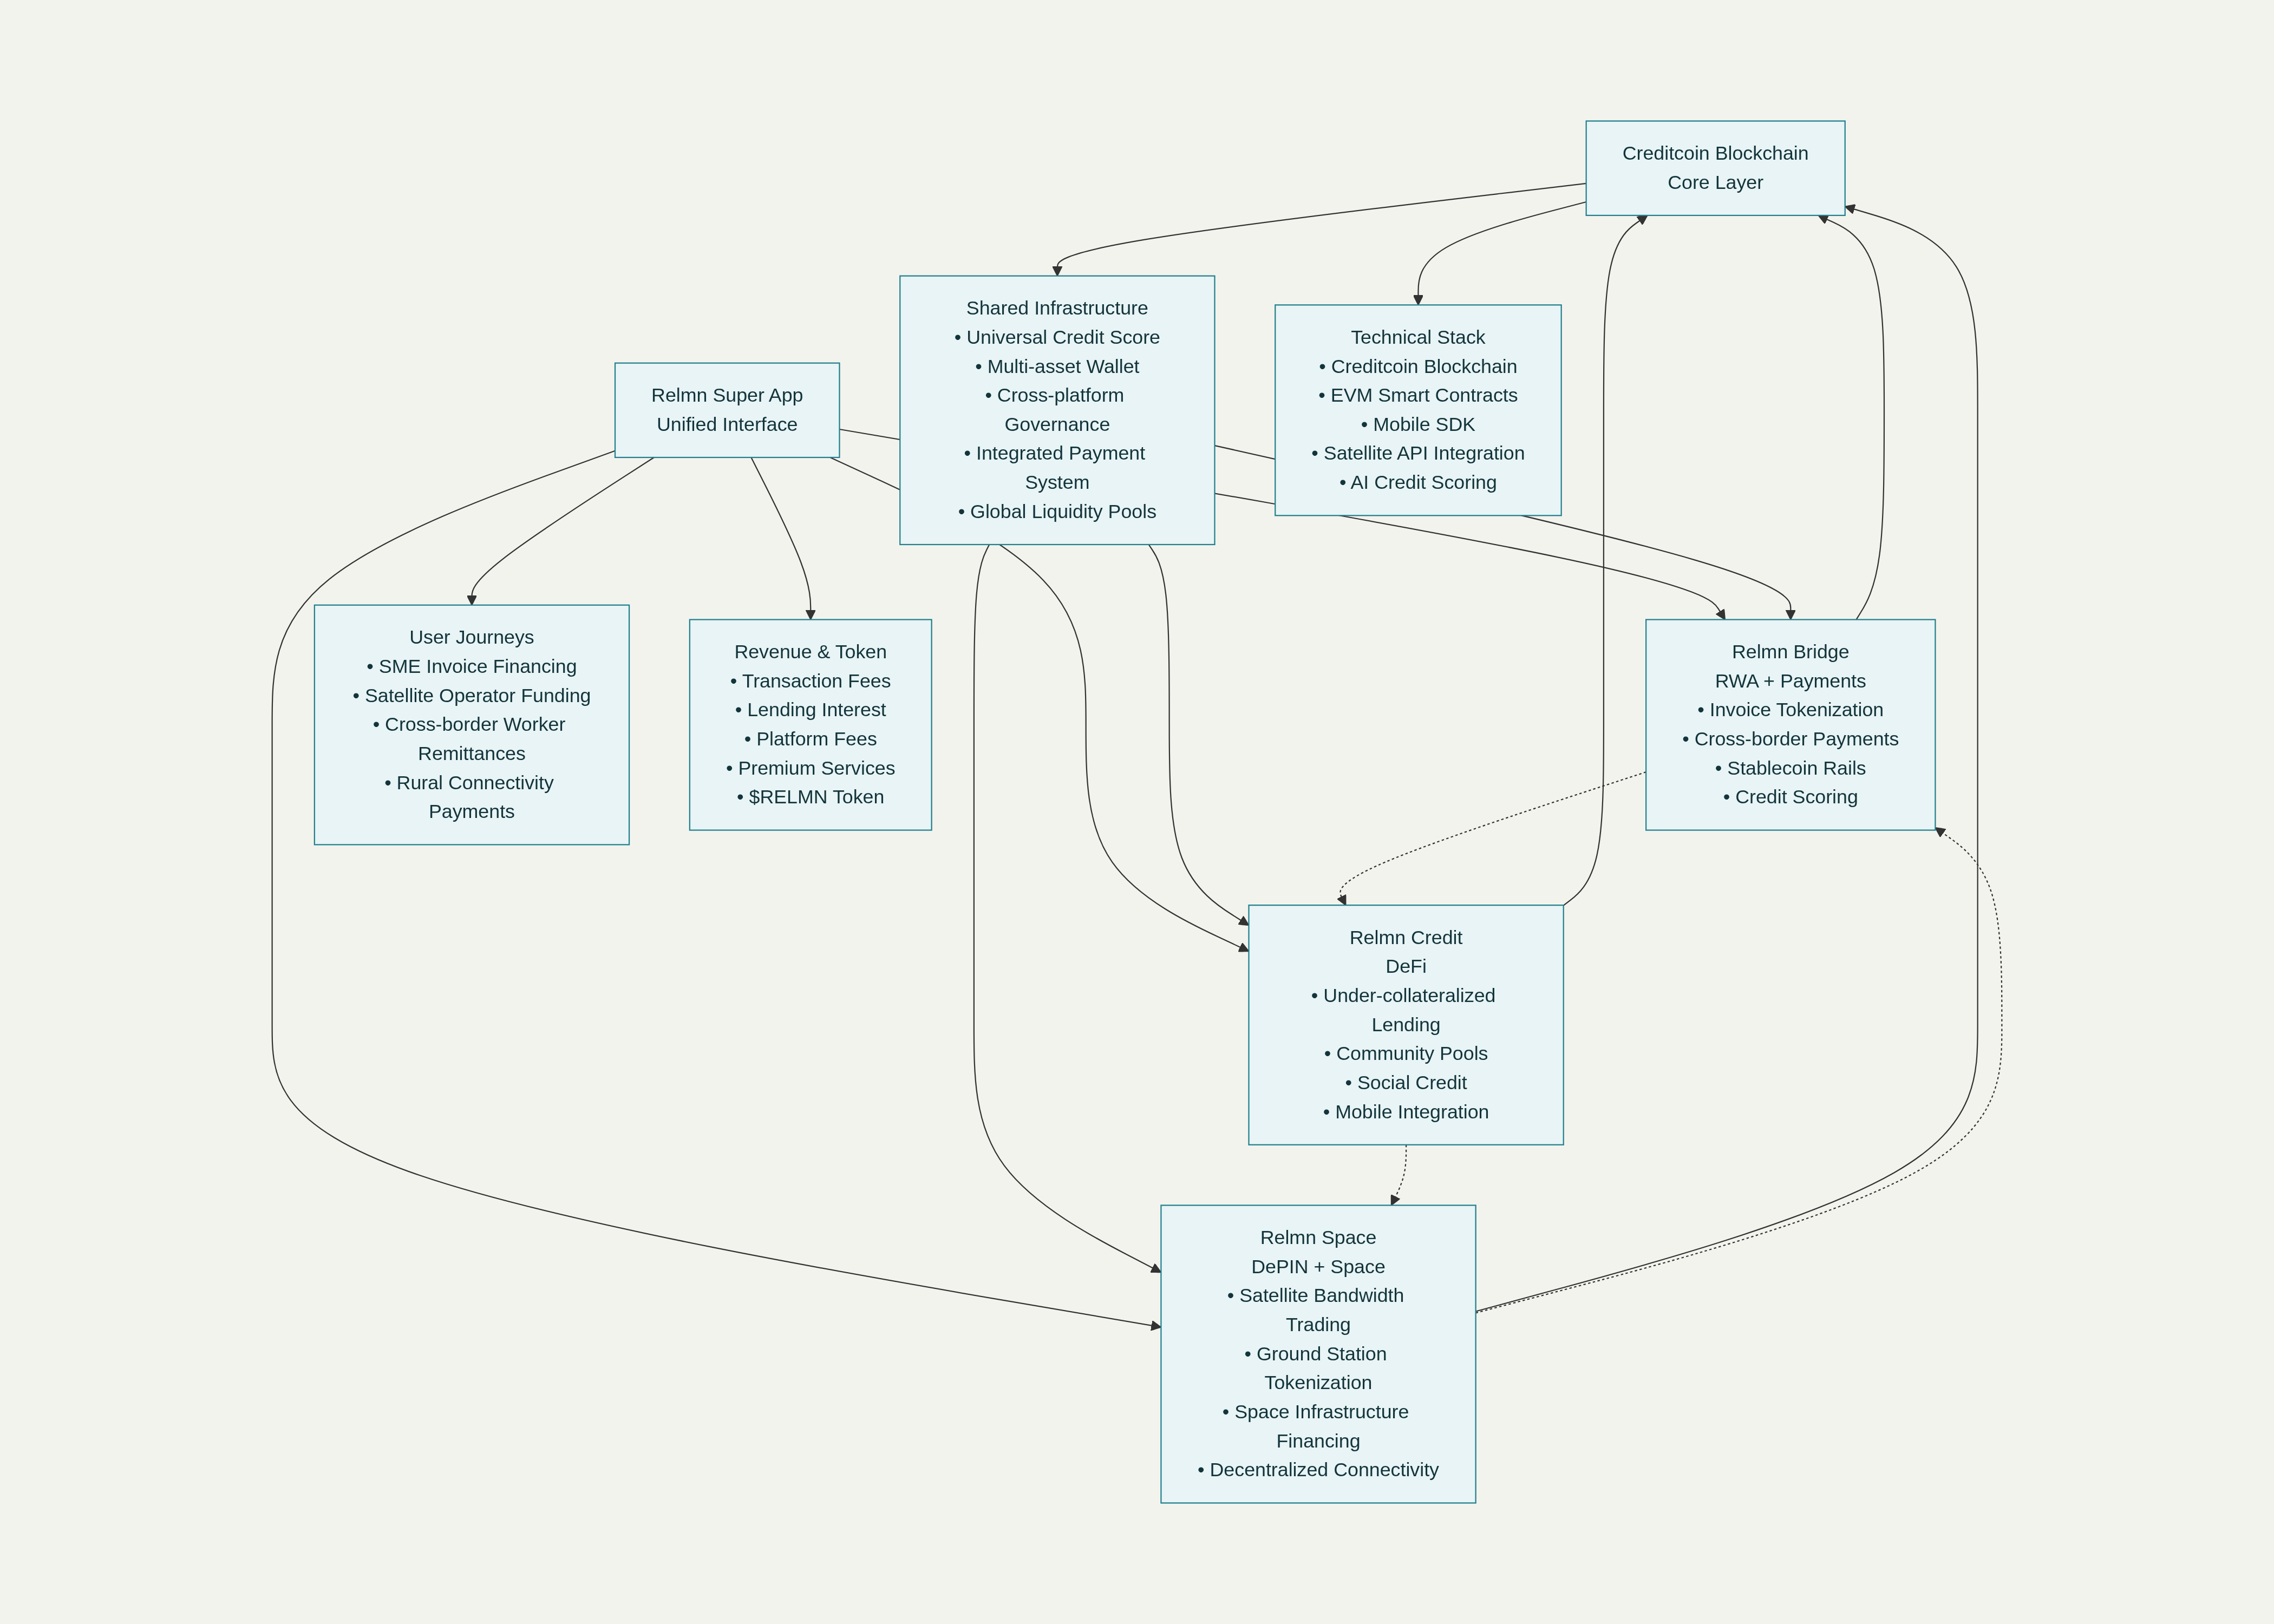 Creditcoin Blockchain
Core Layer
Shared Infrastructure
• Universal Credit Score
• Multi-asset Wallet
• Cross-platform
Governance
• Integrated Payment
System
• Global Liquidity Pools
Technical Stack
• Creditcoin Blockchain
• EVM Smart Contracts
• Mobile SDK
• Satellite API Integration
• AI Credit Scoring
Relmn Super App
Unified Interface
User Journeys
• SME Invoice Financing
• Satellite Operator Funding
• Cross-border Worker
Remittances
• Rural Connectivity
Payments
Revenue & Token
• Transaction Fees
• Lending Interest
• Platform Fees
• Premium Services
• $RELMN Token
Relmn Bridge
RWA + Payments
• Invoice Tokenization
• Cross-border Payments
• Stablecoin Rails
• Credit Scoring
Relmn Credit
DeFi
• Under-collateralized
Lending
• Community Pools
• Social Credit
• Mobile Integration
Relmn Space
DePIN + Space
• Satellite Bandwidth
Trading
• Ground Station
Tokenization
• Space Infrastructure
Financing
• Decentralized Connectivity